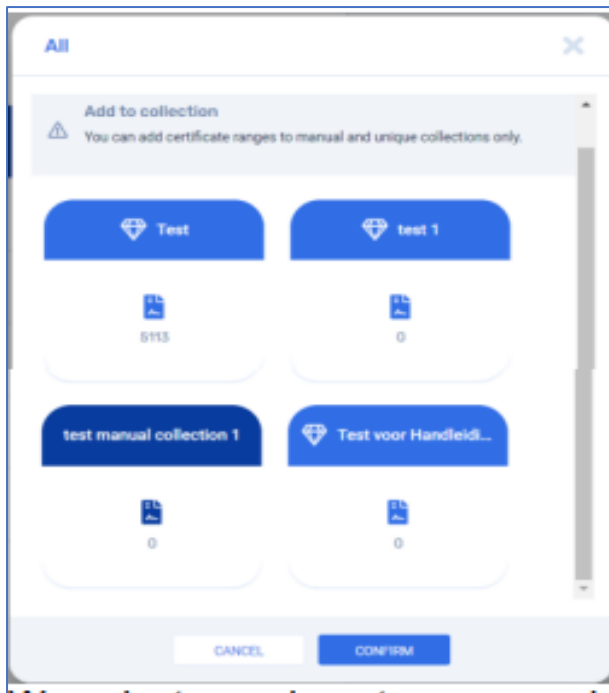 All
Add to collection
You can add certificate ranges to manual and unique collections only.
Test
test 1
5113
0
test manual collection 1
Test voor Handleidi...
0
0
CANCEL
CONFIRM